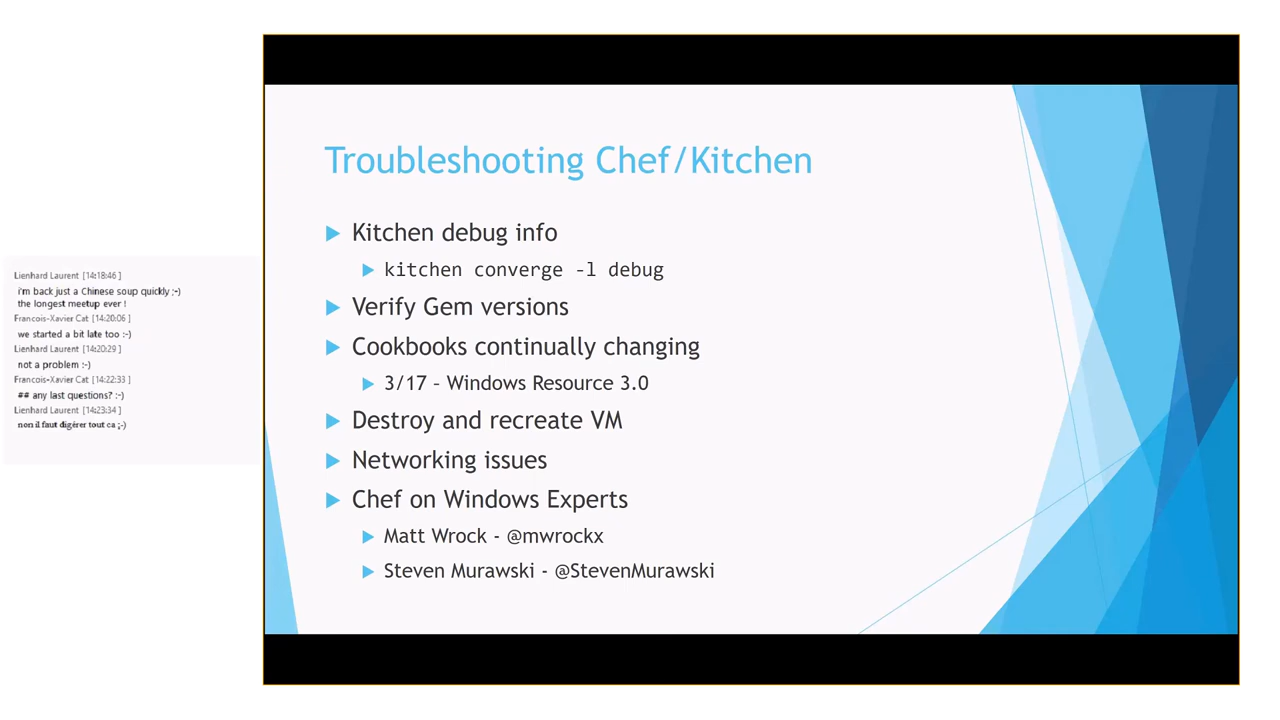 Lienhard Laurent [14:18:46 ]
i'm back just a Chinese soup quickly ;-)
the longest meetup ever !
Francois-Xavier Cat [14:20:06 ]
we started a bit late too :-)
Lienhard Laurent [14:20:29 ]
not a problem :-)
Francois-Xavier Cat [14:22:33 ]
## any last questions? :-)
Lienhard Laurent [14:23:34 ]
non il faut digérer tout ca ;-)
Troubleshooting Chef/Kitchen
Kitchen debug info
kitchen converge -l debug
Verify Gem versions
Cookbooks continually changing
3/17 – Windows Resource 3.0
Destroy and recreate VM
Networking issues
Chef on Windows Experts
Matt Wrock - @mwrockx
Steven Murawski - @StevenMurawski